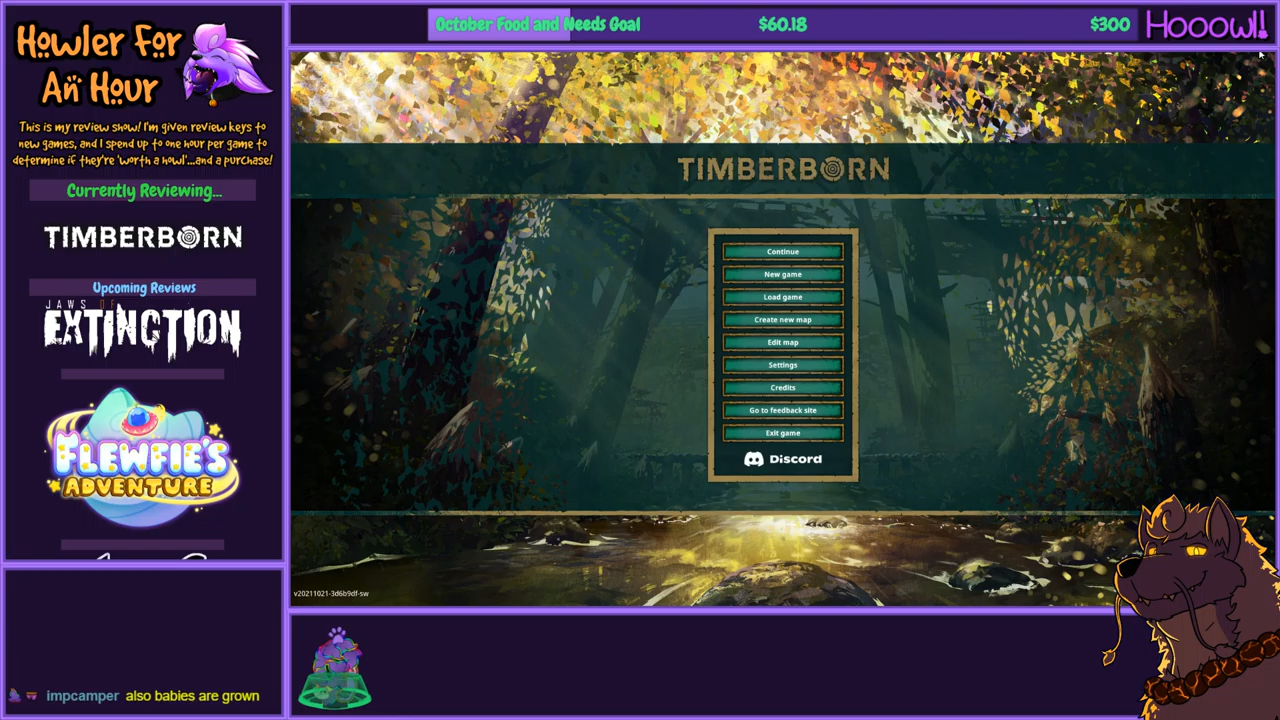 Howler For
An Hour
This is my review show! I'm given review keys to
new games, and I spend up to one hour per game to
determine if they're 'worth a howl'...and a purchase!
Currently Reviewing...
TIMBERBORN
Upcoming Reviews
JAWS OF
EXTINCTION
FLEWFIE'S
ADVENTURE
impcamper also babies are grown
October Food and Needs Goal $60.18 $300 Hooowl!
TIMBERBORN
Continue
New game
Load game
Create new map
Edit map
Settings
Credits
Go to feedback site
Exit game
Discord
v20211021-3d6b9df-sw